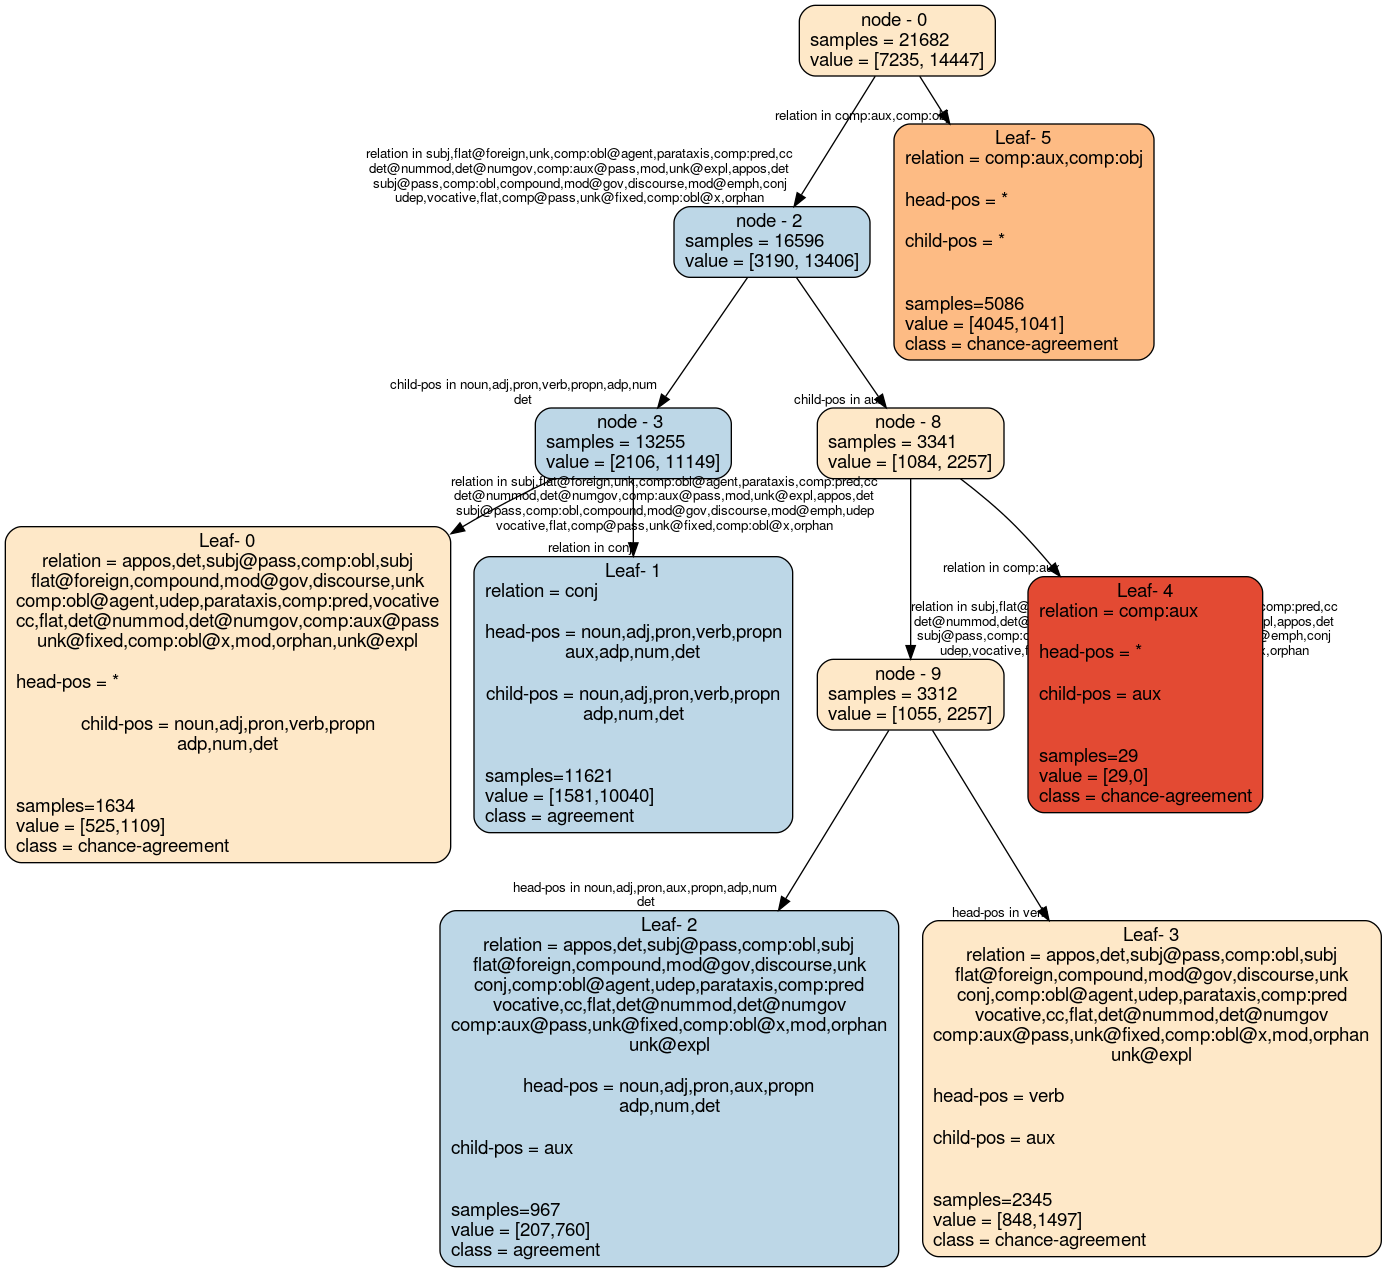 node - 0
samples = 21682
value = [7235, 14447]
relation in comp:aux,comp:obj
Leaf- 5
relation = comp:aux,comp:obj
head-pos = *
child-pos = *
samples=5086
value = [4045,1041]
class = chance-agreement
relation in subj,flat@foreign,unk,comp:obl@agent,parataxis,comp:pred,cc
det@nummod,det@numgov,comp:aux@pass,mod,unk@expl,appos,det
subj@pass,comp:obl,compound,mod@gov,discourse,mod@emph,conj
udep,vocative,flat,comp@pass,unk@fixed,comp:obl@x,orphan
node - 2
samples = 16596
value = [3190, 13406]
child-pos in noun,adj,pron,verb,propn,adp,num
det
child-pos in aux
node - 3
samples = 13255
value = [2106, 11149]
node - 8
samples = 3341
value = [1084, 2257]
relation in subj,flat@foreign,unk,comp:obl@agent,parataxis,comp:pred,cc
det@nummod,det@numgov,comp:aux@pass,mod,unk@expl,appos,det
subj@pass,comp:obl,compound,mod@gov,discourse,mod@emph,udep
vocative,flat,comp@pass,unk@fixed,comp:obl@x,orphan
relation in conj
Leaf- 0
relation = appos,det,subj@pass,comp:obl,subj
flat@foreign,compound,mod@gov,discourse,unk
comp:obl@agent,udep,parataxis,comp:pred,vocative
cc,flat,det@nummod,det@numgov,comp:aux@pass
unk@fixed,comp:obl@x,mod,orphan,unk@expl
head-pos = *
child-pos = noun,adj,pron,verb,propn
adp,num,det
samples=1634
value = [525,1109]
class = chance-agreement
Leaf- 1
relation = conj
head-pos = noun,adj,pron,verb,propn
aux,adp,num,det
child-pos = noun,adj,pron,verb,propn
adp,num,det
samples=11621
value = [1581,10040]
class = agreement
relation in comp:aux
Leaf- 4
relation = comp:aux
head-pos = *
child-pos = aux
samples=29
value = [29,0]
class = chance-agreement
relation in subj,flat@ comp:pred,cc
det@nummod,det@ pl,appos,det
subj@pass,comp: @emph,conj
udep,vocative,f x,orphan
node - 9
samples = 3312
value = [1055, 2257]
head-pos in noun,adj,pron,aux,propn,adp,num
det
head-pos in verb
Leaf- 2
relation = appos,det,subj@pass,comp:obl,subj
flat@foreign,compound,mod@gov,discourse,unk
conj,comp:obl@agent,udep,parataxis,comp:pred
vocative,cc,flat,det@nummod,det@numgov
comp:aux@pass,unk@fixed,comp:obl@x,mod,orphan
unk@expl
head-pos = noun,adj,pron,aux,propn
adp,num,det
child-pos = aux
samples=967
value = [207,760]
class = agreement
Leaf- 3
relation = appos,det,subj@pass,comp:obl,subj
flat@foreign,compound,mod@gov,discourse,unk
conj,comp:obl@agent,udep,parataxis,comp:pred
vocative,cc,flat,det@nummod,det@numgov
comp:aux@pass,unk@fixed,comp:obl@x,mod,orphan
unk@expl
head-pos = verb
child-pos = aux
samples=2345
value = [848,1497]
class = chance-agreement